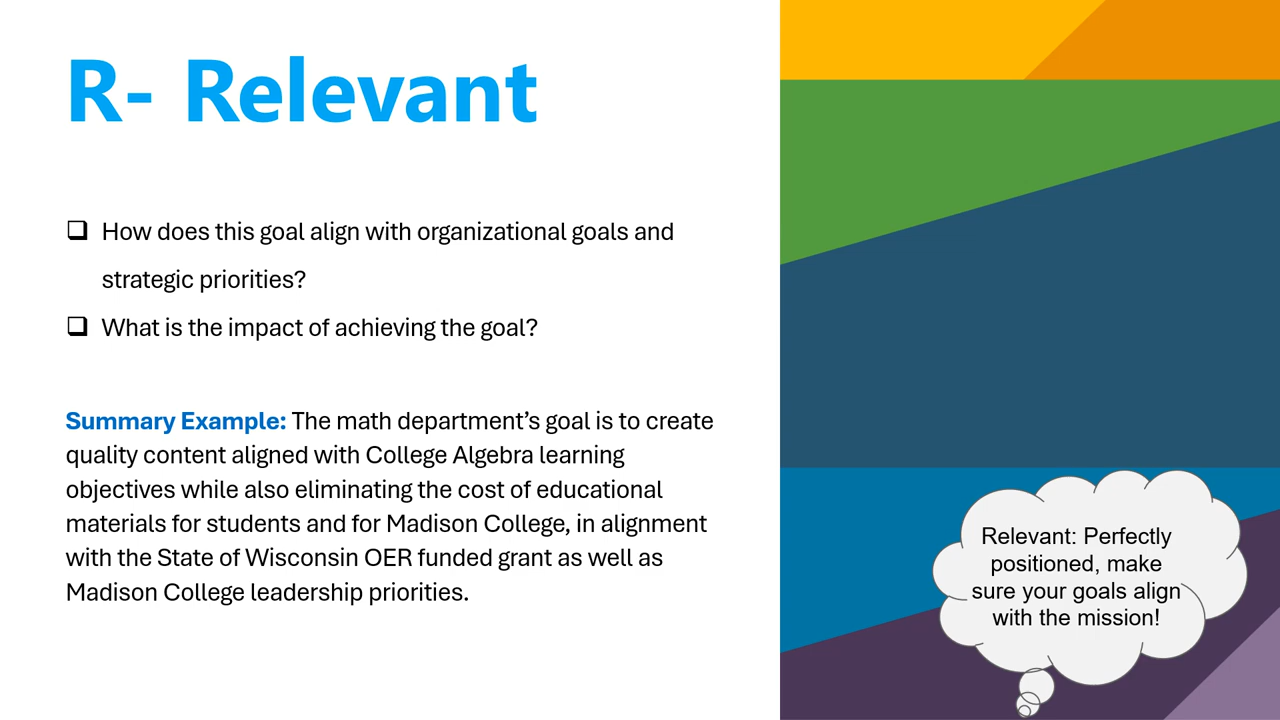 R- Relevant
❑ How does this goal align with organizational goals and
strategic priorities?
❑ What is the impact of achieving the goal?
Summary Example: The math department’s goal is to create
quality content aligned with College Algebra learning
objectives while also eliminating the cost of educational
materials for students and for Madison College, in alignment
with the State of Wisconsin OER funded grant as well as
Madison College leadership priorities.
Relevant: Perfectly
positioned, make
sure your goals align
with the mission!